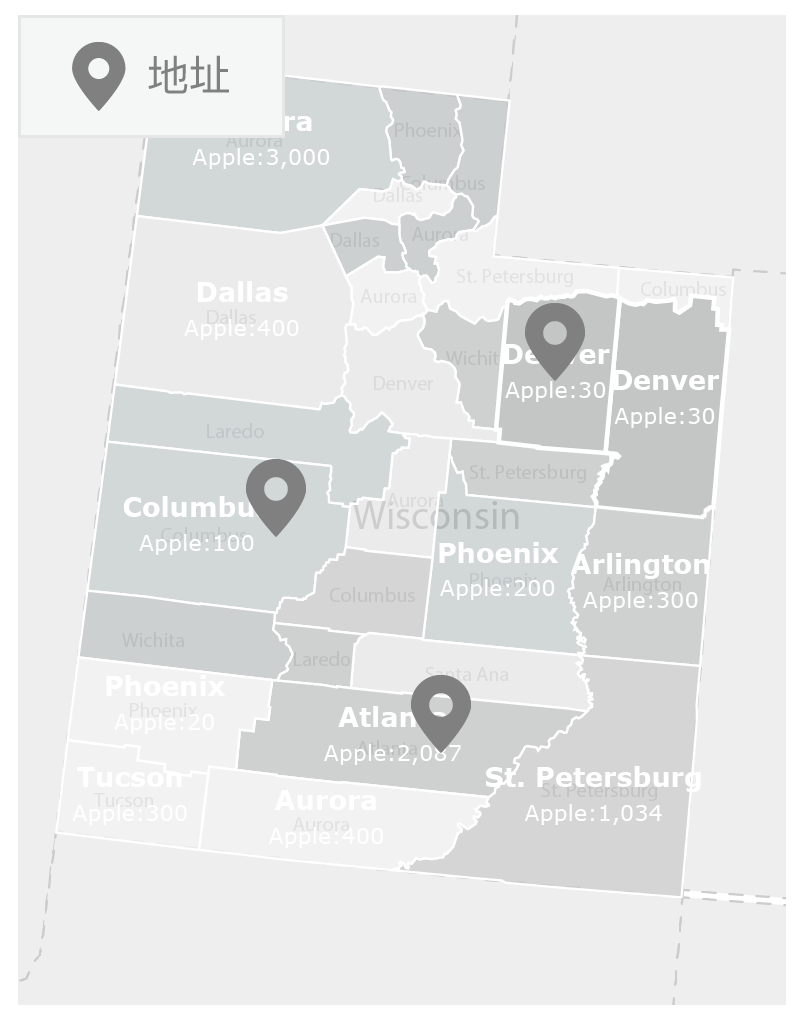 地址
ra
Aurora
Apple:3,000
Phoenix
Columbus
Dallas
Dallas
Aurora
Dallas
Dallas
Apple:400
Aurora
St. Petersburg
Columbus
Wichit
Denver
Apple:30
Denver
Apple:30
Denver
Laredo
St. Petersburg
Aurora
Wisconsin
Columbu
Columbus
Apple:100
Phoenix
Phoenix
Apple:200
Arlington
Arlington
Apple:300
Columbus
Wichita
Laredo
Santa Ana
Phoenix
Phoenix
Apple:20
Atlanta
Atlanta
Apple:2,087
Tucson
Tucson
Apple:300
Aurora
Aurora
Apple:400
St. Petersburg
St. Petersburg
Apple:1,034